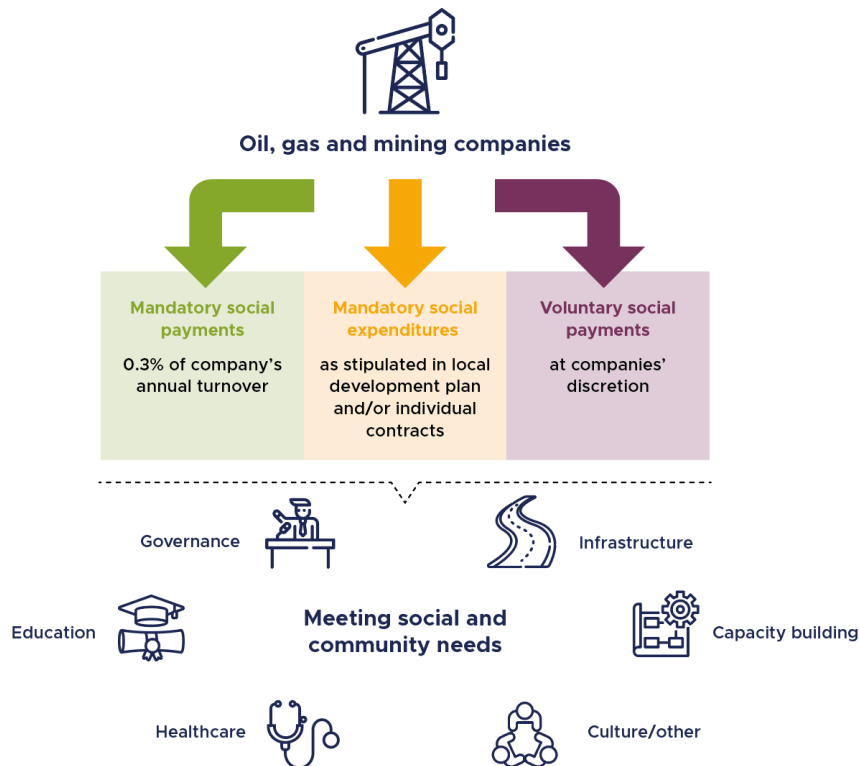 Oil, gas and mining companies
Mandatory social
payments
0.3% of company's
annual turnover
Mandatory social
expenditures
as stipulated in local
development plan
and/or individual
contracts
Voluntary social
payments
at companies'
discretion
Governance
Infrastructure
Education
Meeting social and
community needs
Capacity building
Healthcare
Culture/other